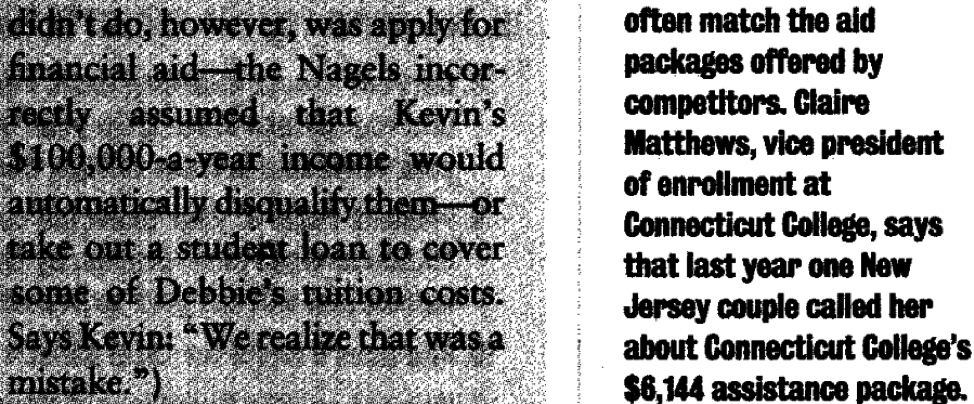 didn't do, however, was apply for
financial aid—the Nagels incor-
rectly assumed that Kevin's
$100,000-a-year income would
automatically disqualify them—or
take out a student loan to cover
some of Debbie's tuition costs.
Says Kevin: “We realize that was a
mistake.”)
often match the aid
packages offered by
competitors. Claire
Matthews, vice president
of enrollment at
Connecticut College, says
that last year one New
Jersey couple called her
about Connecticut College's
$6,144 assistance package.